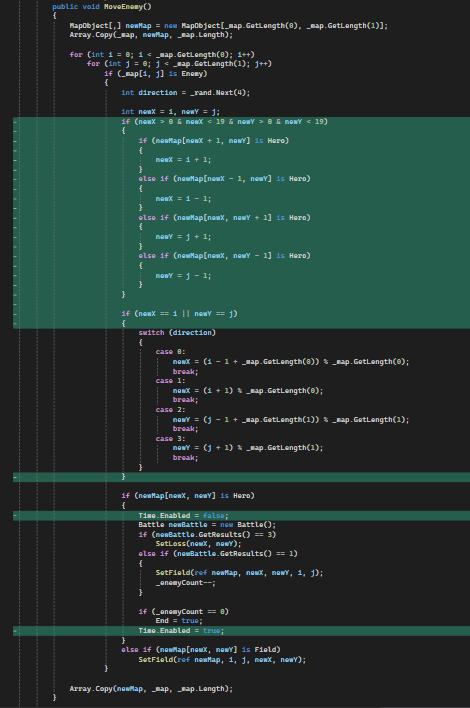 public void MoveEnemy()
{
MapObject[,] newMap = new MapObject[_map.GetLength(0), _map.GetLength(1)];
Array.Copy(_map, newMap, _map.Length);
for (int i = 0; i < _map.GetLength(0); i++)
for (int j = 0; j < _map.GetLength(1); j++)
if (_map[i, j] is Enemy)
{
int direction = _rand.Next(4);
int newX = i, newY = j;
if (newX > 0 & newX < 19 & newY > 0 & newY < 19)
{
if (newMap[newX + 1, newY] is Hero)
{
newX = i + 1;
}
else if (newMap[newX - 1, newY] is Hero)
{
newX = i - 1;
}
else if (newMap[newX, newY + 1] is Hero)
{
newY = j + 1;
}
else if (newMap[newX, newY - 1] is Hero)
{
newY = j - 1;
}
}
if (newX == i || newY == j)
{
switch (direction)
{
case 0:
newX = (i - 1 + _map.GetLength(0)) % _map.GetLength(0);
break;
case 1:
newX = (i + 1) % _map.GetLength(0);
break;
case 2:
newY = (j - 1 + _map.GetLength(1)) % _map.GetLength(1);
break;
case 3:
newY = (j + 1) % _map.GetLength(1);
break;
}
}
if (newMap[newX, newY] is Hero)
{
Time.Enabled = false;
Battle newBattle = new Battle();
if (newBattle.GetResults() == 3)
SetLoss(newX, newY);
else if (newBattle.GetResults() == 1)
{
SetField(ref newMap, newX, newY, i, j);
_enemyCount--;
}
if (_enemyCount == 0)
End = true;
Time.Enabled = true;
}
else if (newMap[newX, newY] is Field)
SetField(ref newMap, i, j, newX, newY);
}
Array.Copy(newMap, _map, _map.Length);
}